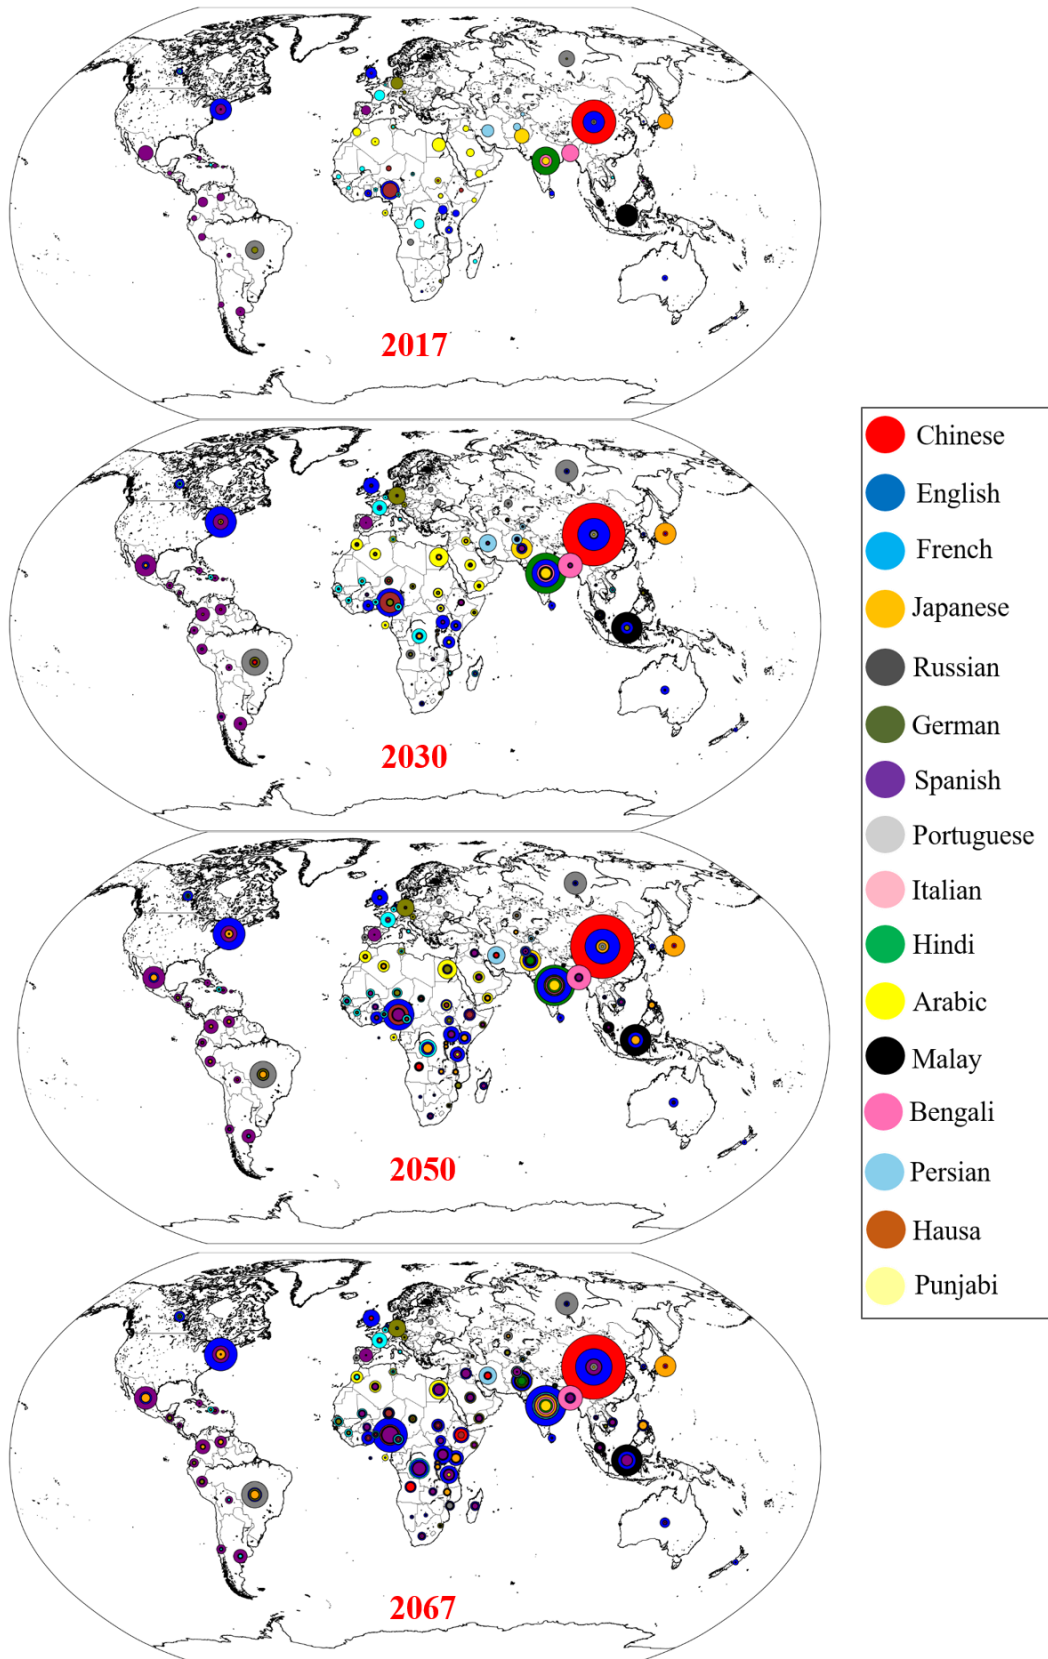 2017
2030
2050
2067
Chinese
English
French
Japanese
Russian
German
Spanish
Portuguese
Italian
Hindi
Arabic
Malay
Bengali
Persian
Hausa
Punjabi